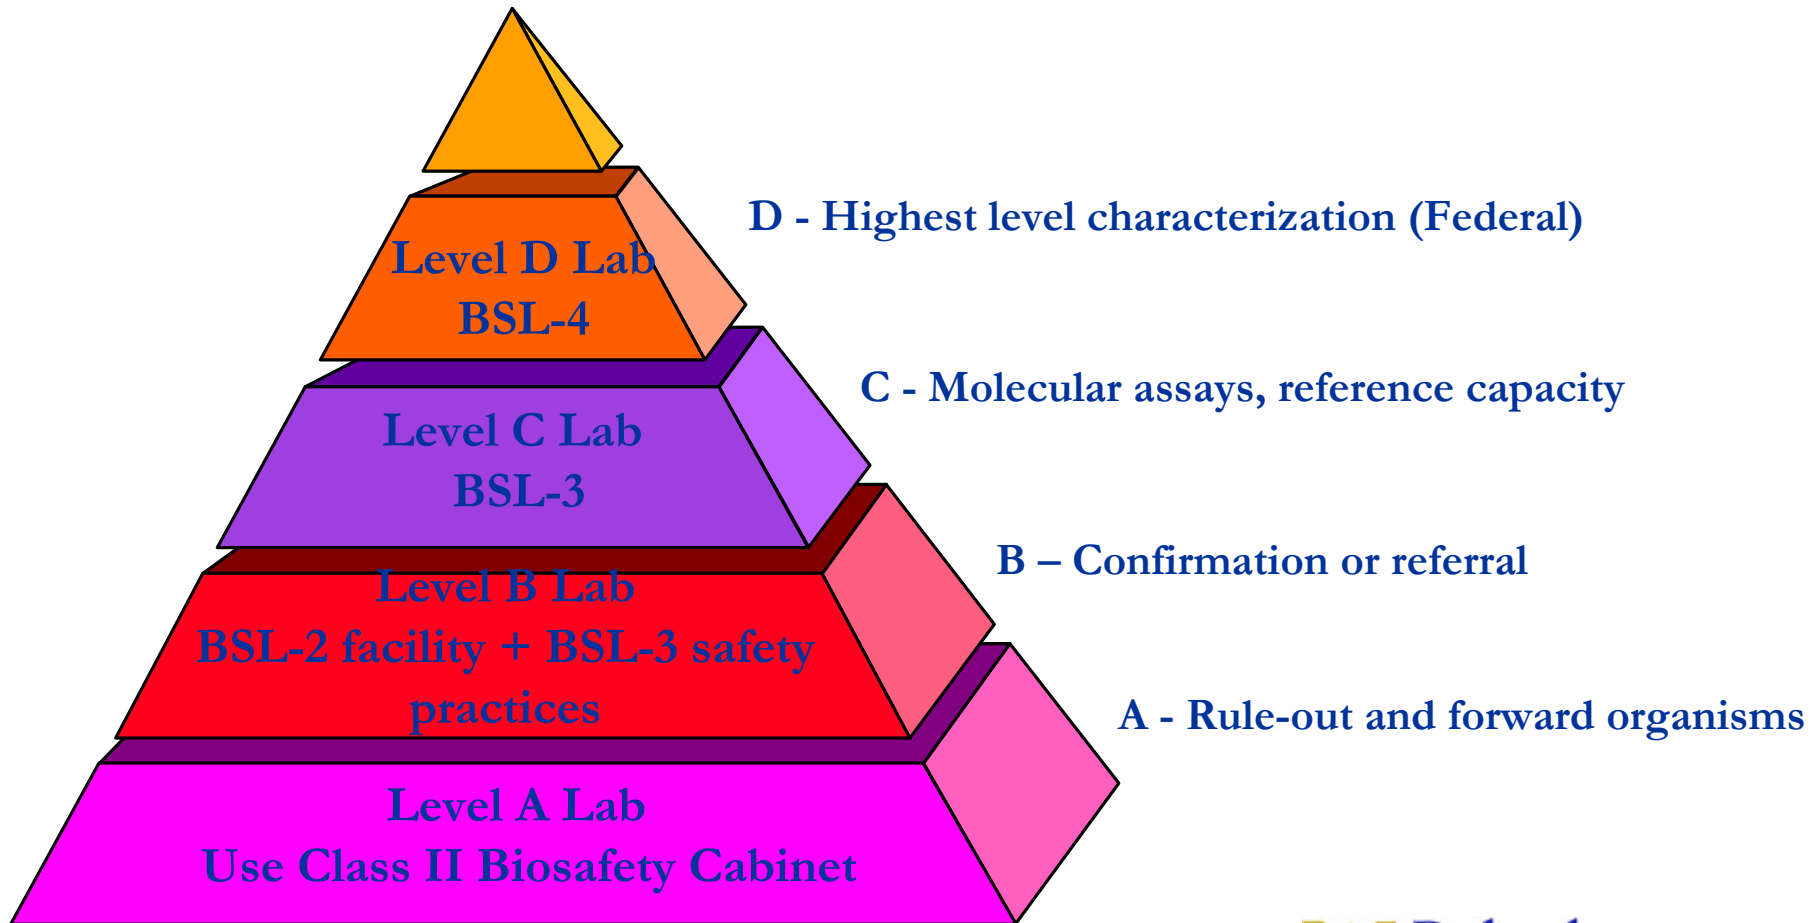 D - Highest level characterization (Federal)
Level D Lab
BSL-4
C - Molecular assays, reference capacity
Level C Lab
BSL-3
B – Confirmation or referral
Level B Lab
BSL-2 facility + BSL-3 safety
practices
A - Rule-out and forward organisms
Level A Lab
Use Class II Biosafety Cabinet